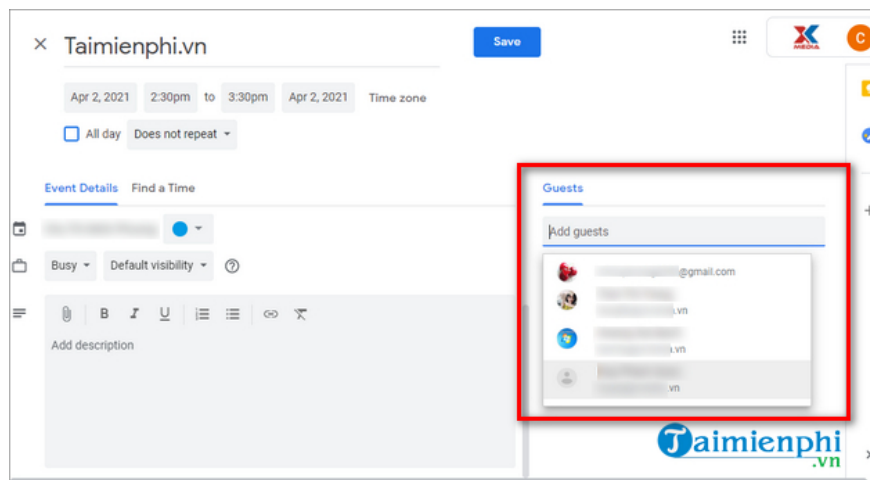 Taimienphi.vn
Save
X
MEDIA
C
Apr 2, 2021 2:30pm to 3:30pm Apr 2, 2021 Time zone
All day Does not repeat
Event Details Find a Time
Guests
Add guests
Busy Default visibility
@gmail.com
.vn
.vn
vn
B I U
Add description
Taimienphi
.vn